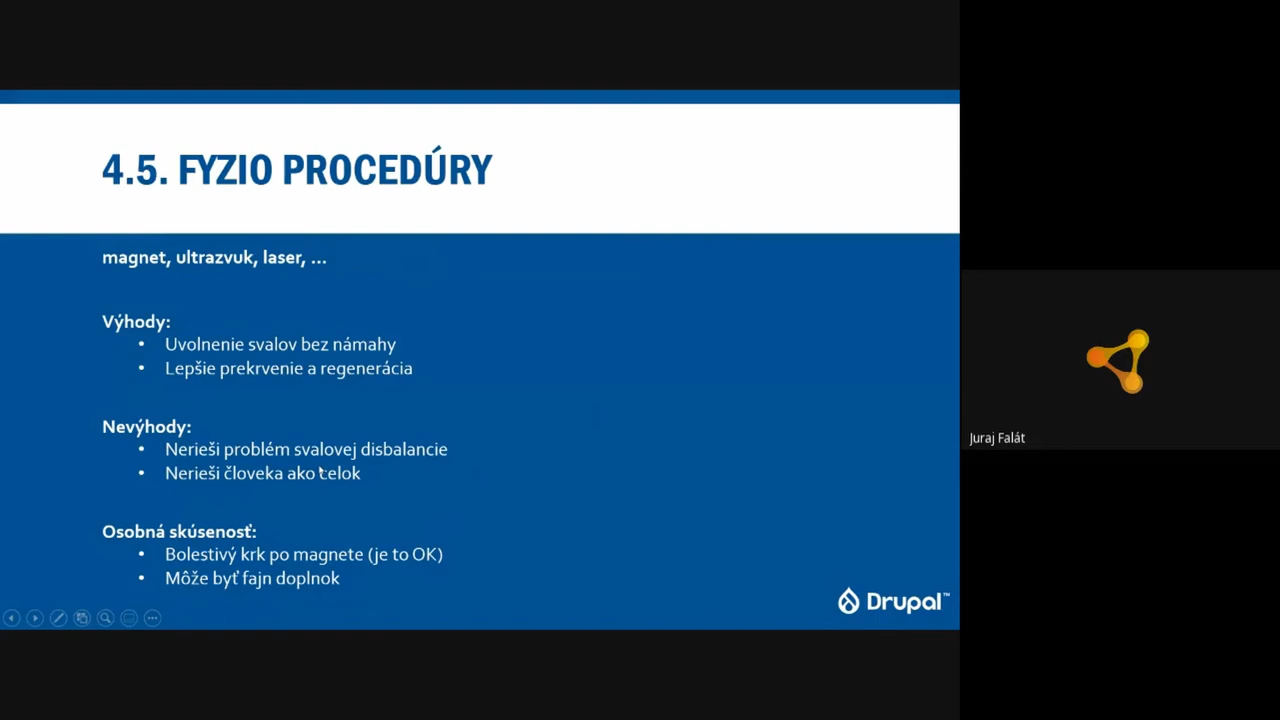 4.5. FYZIO PROCEDÚRY
magnet, ultrazvuk, laser, ...
Výhody:
• Uvolnenie svalov bez námahy
• Lepšie prekrvenie a regenerácia
Nevýhody:
• Nerieši problém svalovej disbalancie
• Nerieši človeka ako celok
Osobná skúsenosť:
• Bolestivý krk po magnete (je to OK)
• Môže byť fajn doplnok
Drupal™
Juraj Falát